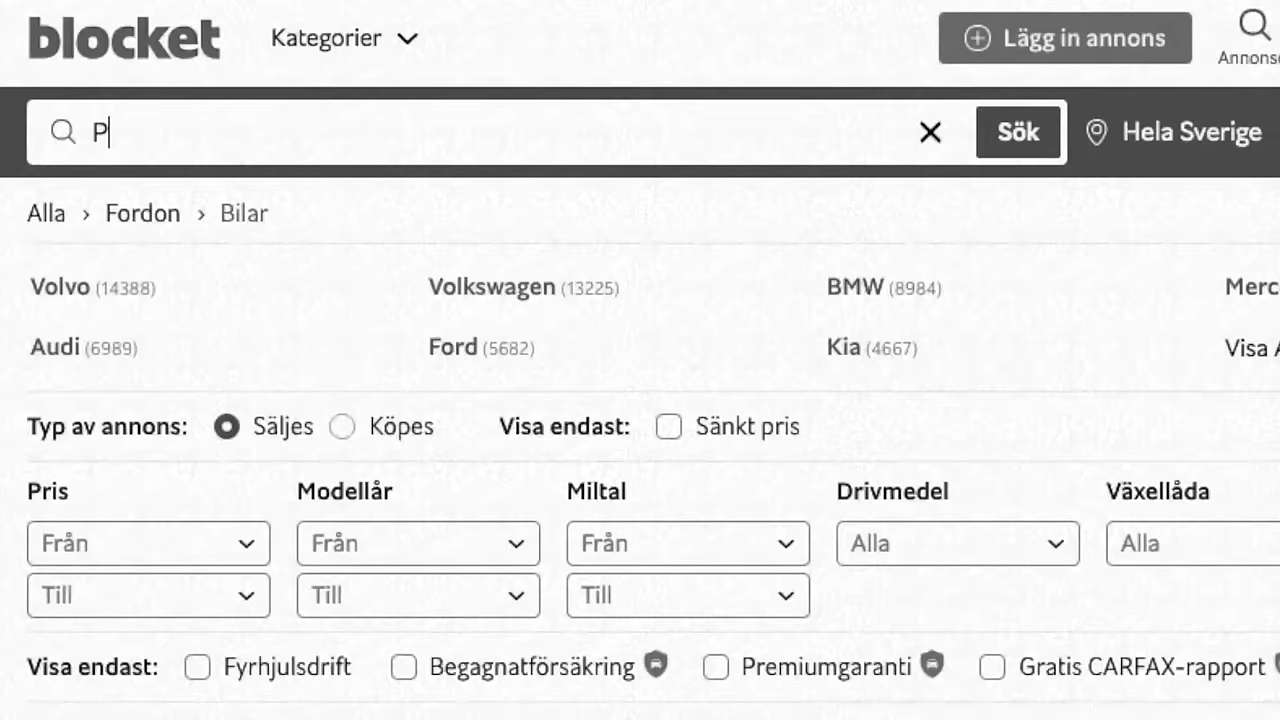 blocket Kategorier Lägg in annons
Annons
P Sök Hela Sverige
Alla › Fordon › Bilar
Volvo (14388) Volkswagen (13225) BMW (8984) Merc
Audi (6989) Ford (5682) Kia (4667) Visa
Typ av annons: Säljes Köpes Visa endast: Sänkt pris
Pris Modellår Miltal Drivmedel Växellåda
Från Från Från Alla Alla
Till Till Till
Visa endast: Fyrhjulsdrift Begagnatförsäkring Premiumgaranti Gratis CARFAX-rapport